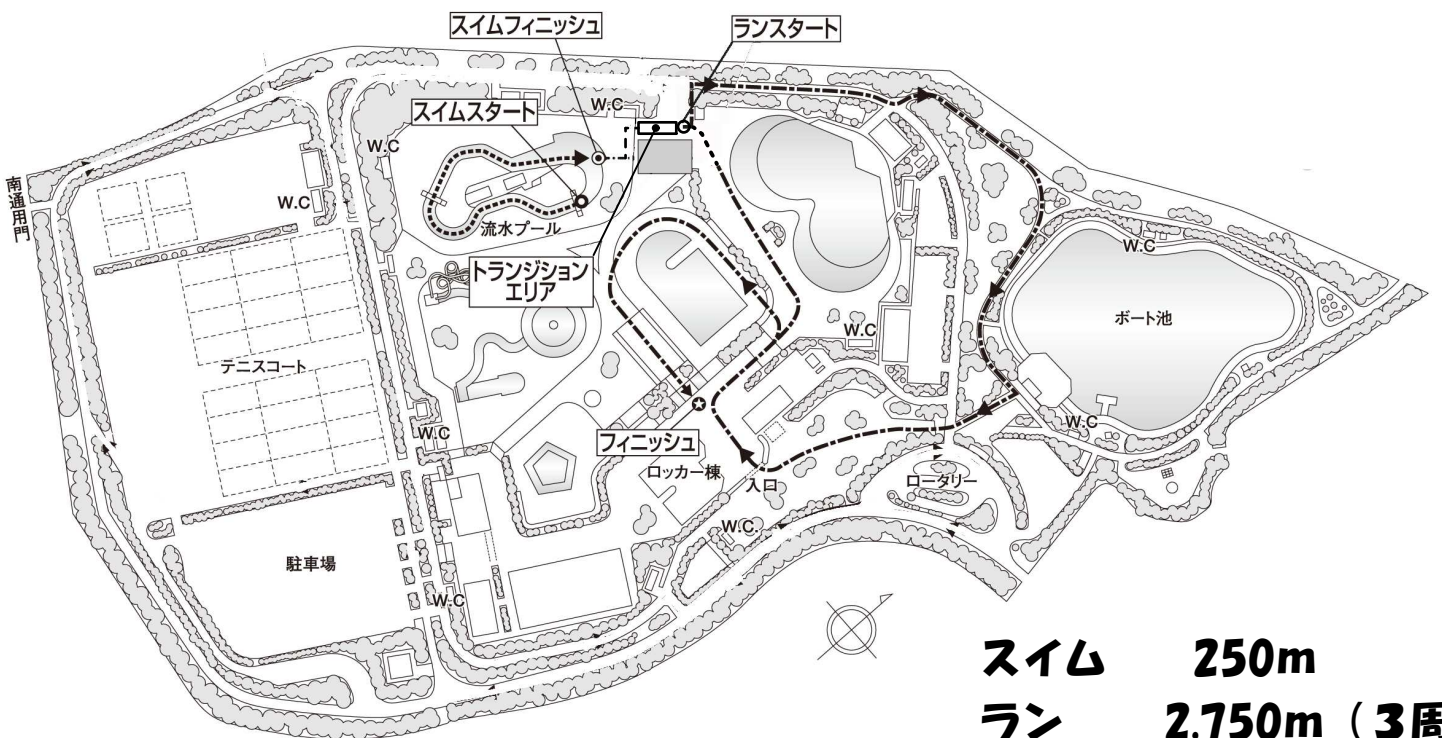 スイムフィニッシュ
ランスタート
スイムスタート
W.C
W.C
W.C
南通用門
流水プール
トランジション
エリア
W.C
ボート池
W.C
テニスコート
W.C
W.C
フィニッシュ
ロッカー棟
入口
ロータリー
W.C.
駐車場
W.C
スイム 250m
ラン 2.750m（3周